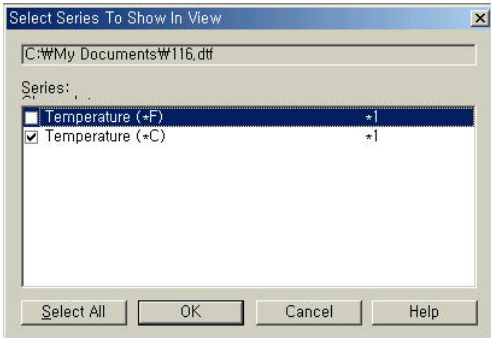 Select Series To Show In View
C:₩My Documents₩116.dtf
Series:
Temperature (*F) *1
Temperature (*C) *1
Select All OK Cancel Help